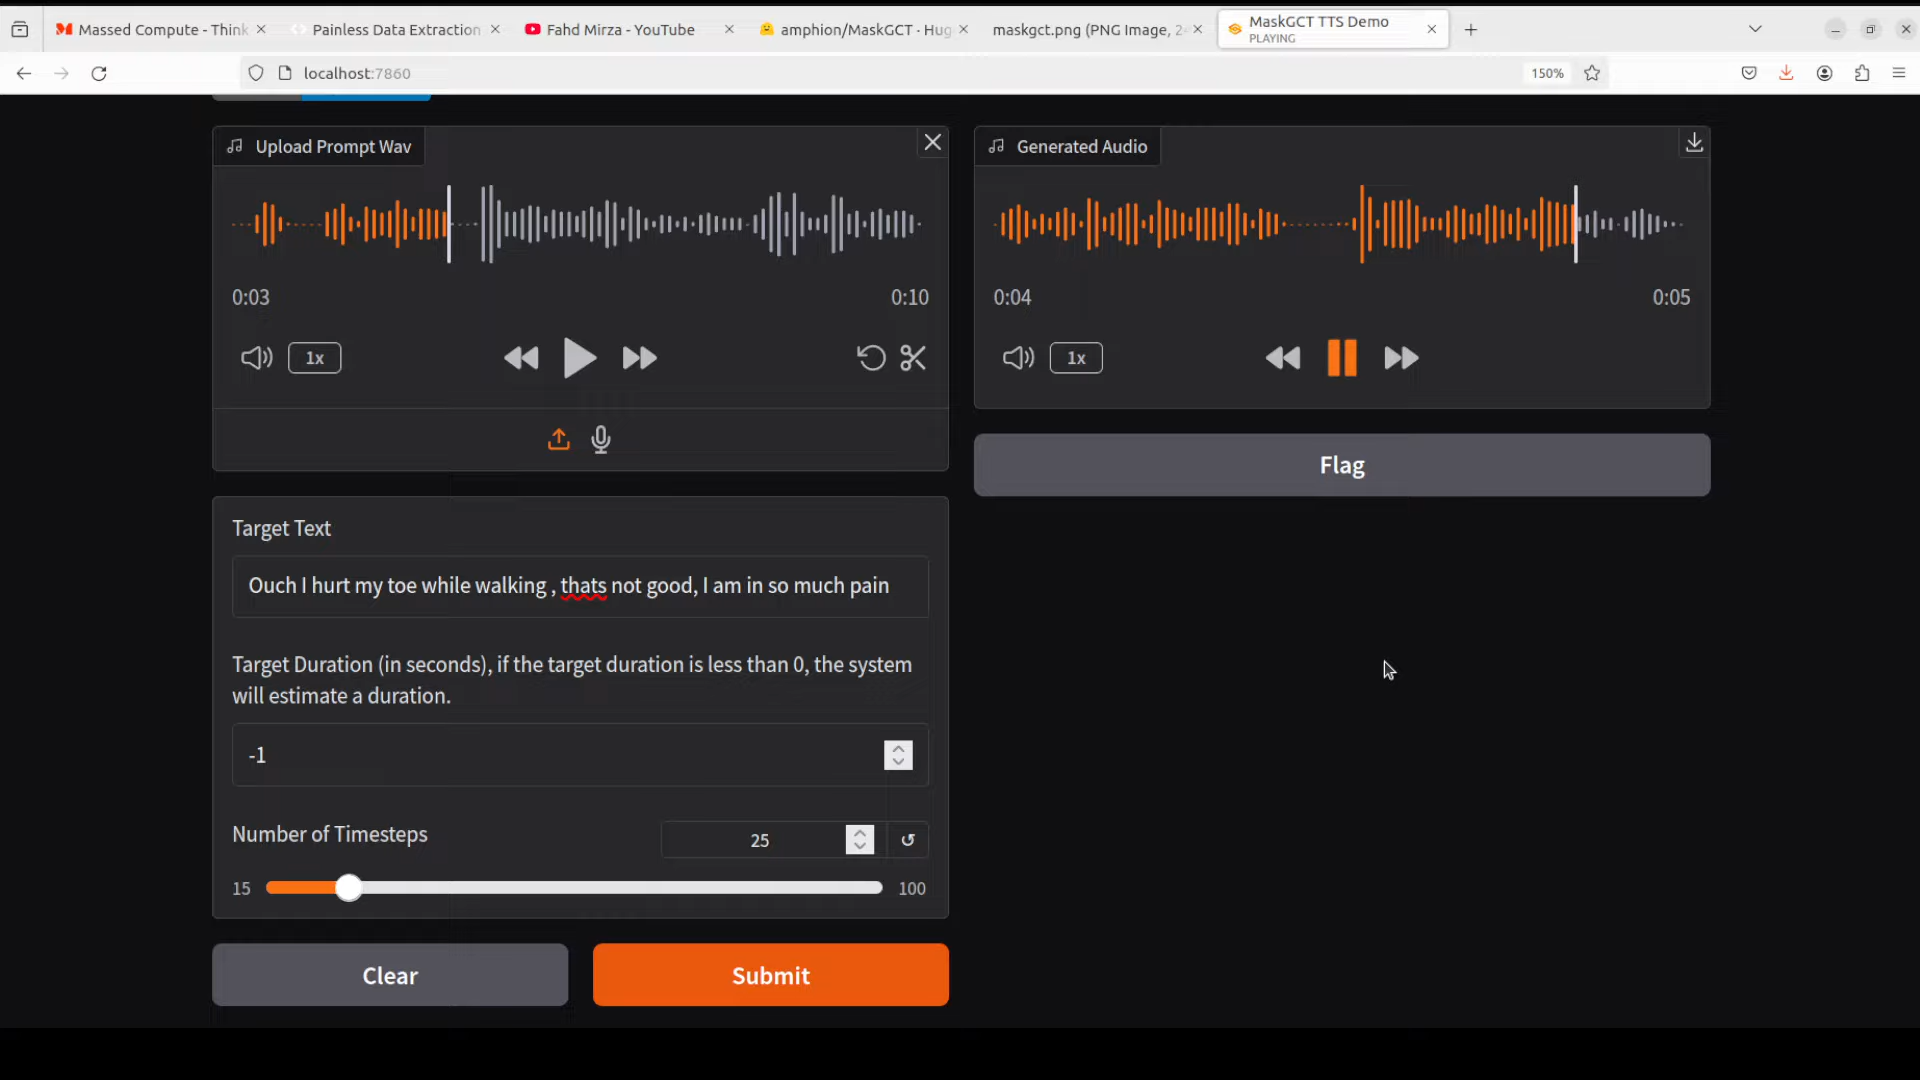 Massed Compute - Think
Painless Data Extraction
Fahd Mirza - YouTube
amphion/MaskGCT · Hug
maskgct.png (PNG Image, 2
MaskGCT TTS Demo
PLAYING
localhost:7860
150%
Upload Prompt Wav
0:03
0:10
1x
Generated Audio
0:04
0:05
1x
Flag
Target Text
Ouch I hurt my toe while walking , thats not good, I am in so much pain
Target Duration (in seconds), if the target duration is less than 0, the system
will estimate a duration.
-1
Number of Timesteps
25
15
100
Clear
Submit